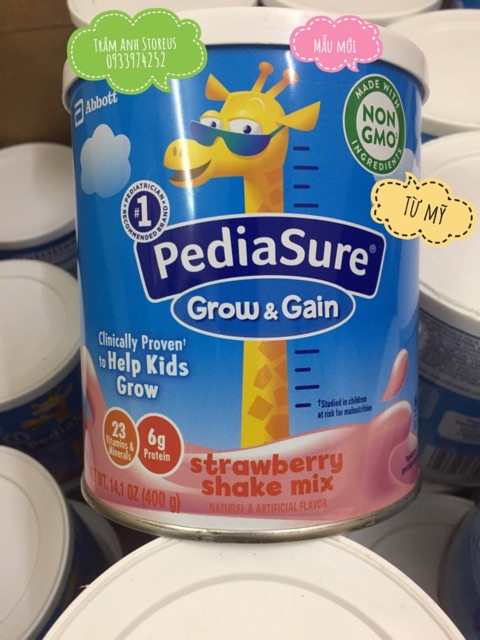 Trâm Anh Storeus
0933974252
Mẫu mới
Từ Mỹ
Abbott
MADE WITH
NON
GMO
INGREDIENTS
PEDIATRICIAN
#1
RECOMMENDED BRAND
PediaSure®
Grow & Gain
Clinically Proven†
to Help Kids
Grow
†Studied in children
at risk for malnutrition
23
Vitamins &
Minerals
6g
Protein
strawberry
shake mix
NATURAL & ARTIFICIAL FLAVOR
WT. 14.1 OZ (400 g)